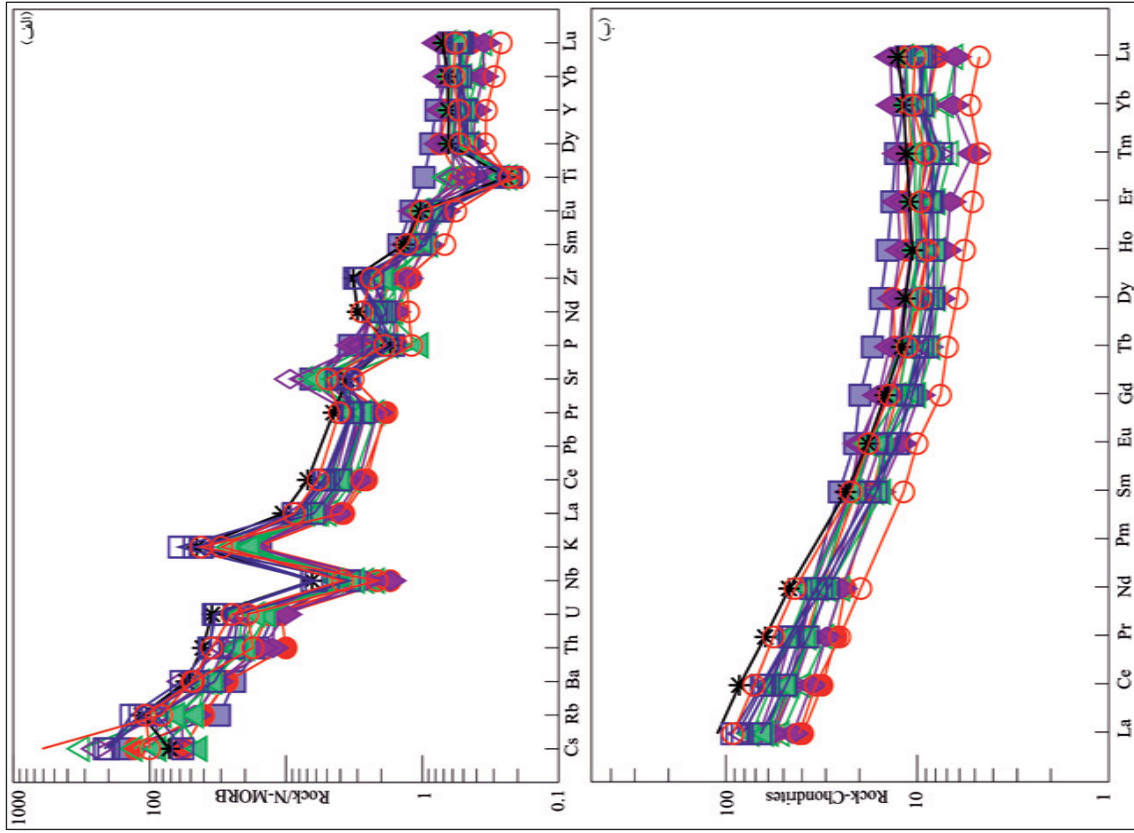 (الف)
1000
100
10
1
0.1
Rock/N-MORB
Cs Rb Ba Th U Nb K La Ce Pb Pr Sr P Nd Zr Sm Eu Ti Dy Y Yb Lu
(ب)
100
10
1
Rock-Chondrites
La Ce Pr Nd Pm Sm Eu Gd Tb Dy Ho Er Tm Yb Lu